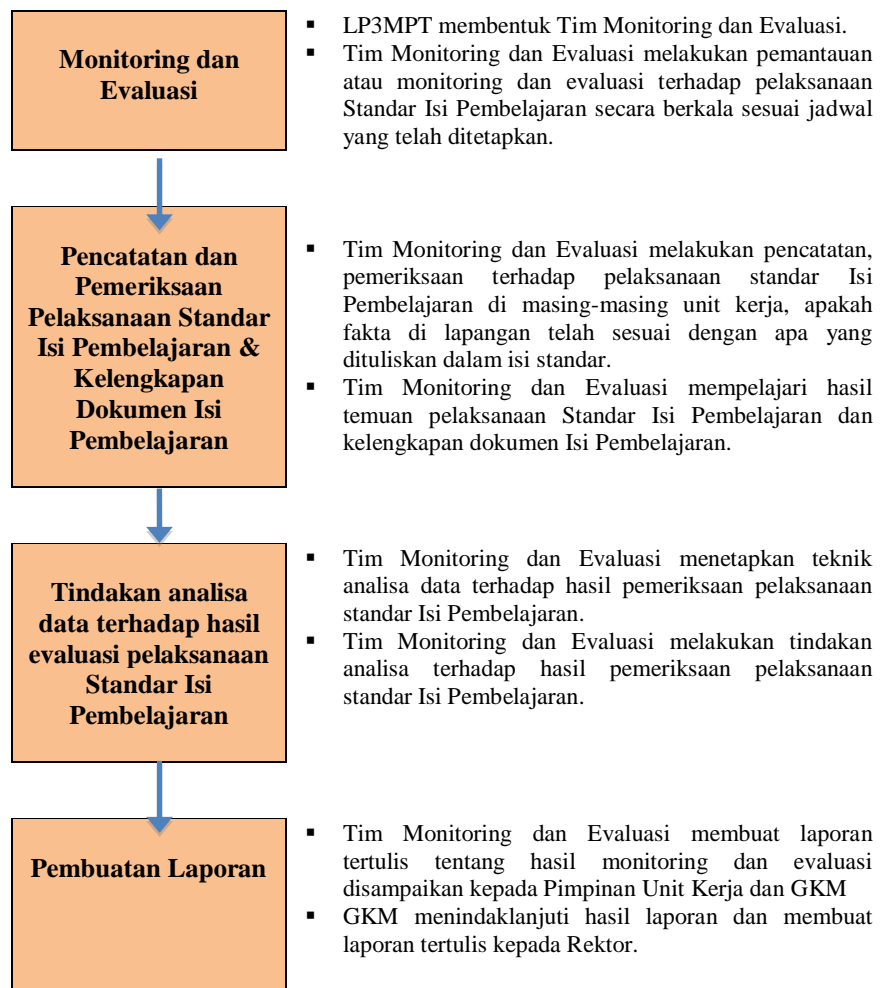 Monitoring dan
Evaluasi
▪ LP3MPT membentuk Tim Monitoring dan Evaluasi.
▪ Tim Monitoring dan Evaluasi melakukan pemantauan
atau monitoring dan evaluasi terhadap pelaksanaan
Standar Isi Pembelajaran secara berkala sesuai jadwal
yang telah ditetapkan.
Pencatatan dan
Pemeriksaan
Pelaksanaan Standar
Isi Pembelajaran &
Kelengkapan
Dokumen Isi
Pembelajaran
▪ Tim Monitoring dan Evaluasi melakukan pencatatan,
pemeriksaan terhadap pelaksanaan standar Isi
Pembelajaran di masing-masing unit kerja, apakah
fakta di lapangan telah sesuai dengan apa yang
dituliskan dalam isi standar.
▪ Tim Monitoring dan Evaluasi mempelajari hasil
temuan pelaksanaan Standar Isi Pembelajaran dan
kelengkapan dokumen Isi Pembelajaran.
Tindakan analisa
data terhadap hasil
evaluasi pelaksanaan
Standar Isi
Pembelajaran
▪ Tim Monitoring dan Evaluasi menetapkan teknik
analisa data terhadap hasil pemeriksaan pelaksanaan
standar Isi Pembelajaran.
▪ Tim Monitoring dan Evaluasi melakukan tindakan
analisa terhadap hasil pemeriksaan pelaksanaan
standar Isi Pembelajaran.
Pembuatan Laporan
▪ Tim Monitoring dan Evaluasi membuat laporan
tertulis tentang hasil monitoring dan evaluasi
disampaikan kepada Pimpinan Unit Kerja dan GKM
▪ GKM menindaklanjuti hasil laporan dan membuat
laporan tertulis kepada Rektor.